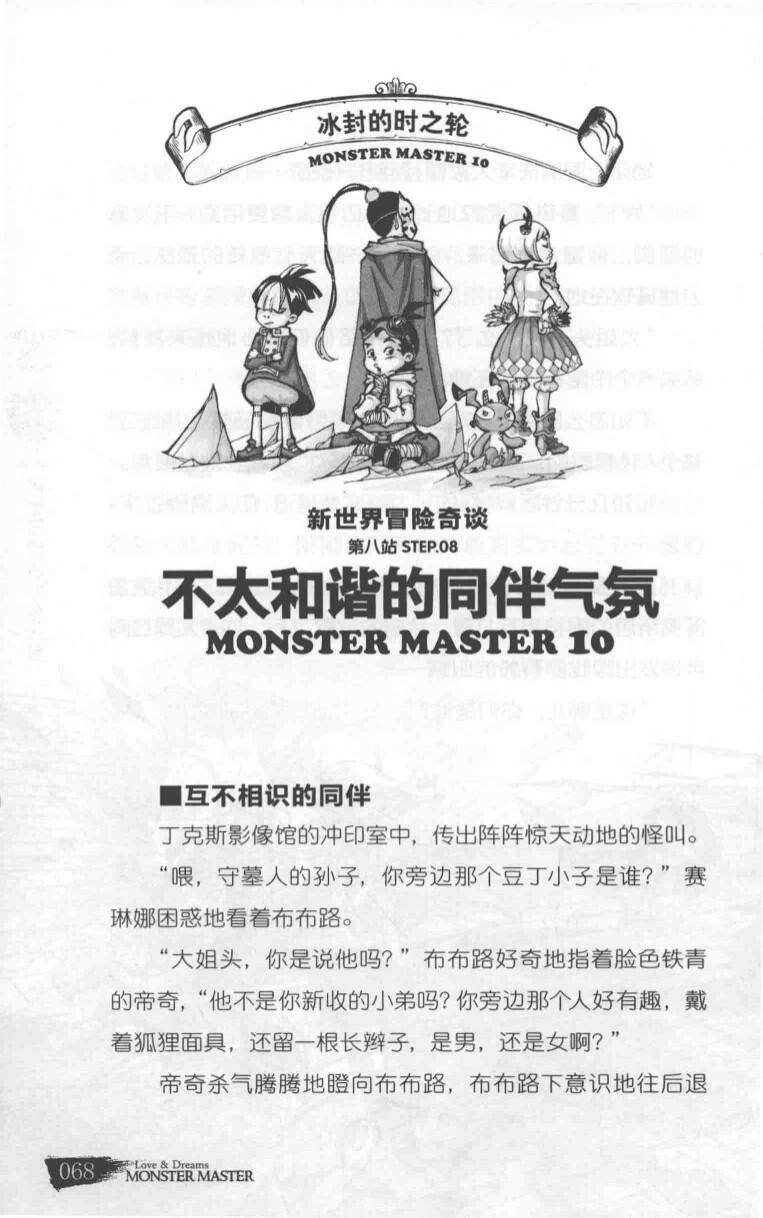 冰封的时之轮
MONSTER MASTER 10
新世界冒险奇谈
第八站 STEP.08
不太和谐的同伴气氛
MONSTER MASTER 10
■互不相识的同伴
丁克斯影像馆的冲印室中，传出阵阵惊天动地的怪叫。
“喂，守墓人的孙子，你旁边那个豆丁小子是谁？”赛
琳娜困惑地看着布布路。
“大姐头，你是说他吗？”布布路好奇地指着脸色铁青
的帝奇，“他不是你新收的小弟吗？你旁边那个人好有趣，戴
着狐狸面具，还留一根长辫子，是男，还是女啊？”
帝奇杀气腾腾地瞪向布布路，布布路下意识地往后退
068
Love & Dreams
MONSTER MASTER